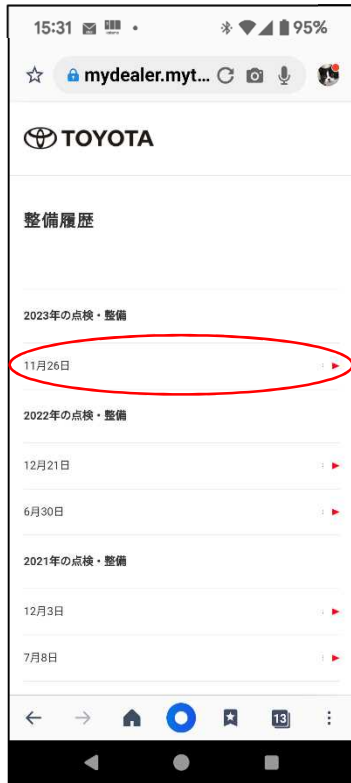 15:31
95%
mydealer.myt...
TOYOTA
整備履歴
2023年の点検・整備
11月26日
2022年の点検・整備
12月21日
6月30日
2021年の点検・整備
12月3日
7月8日
13